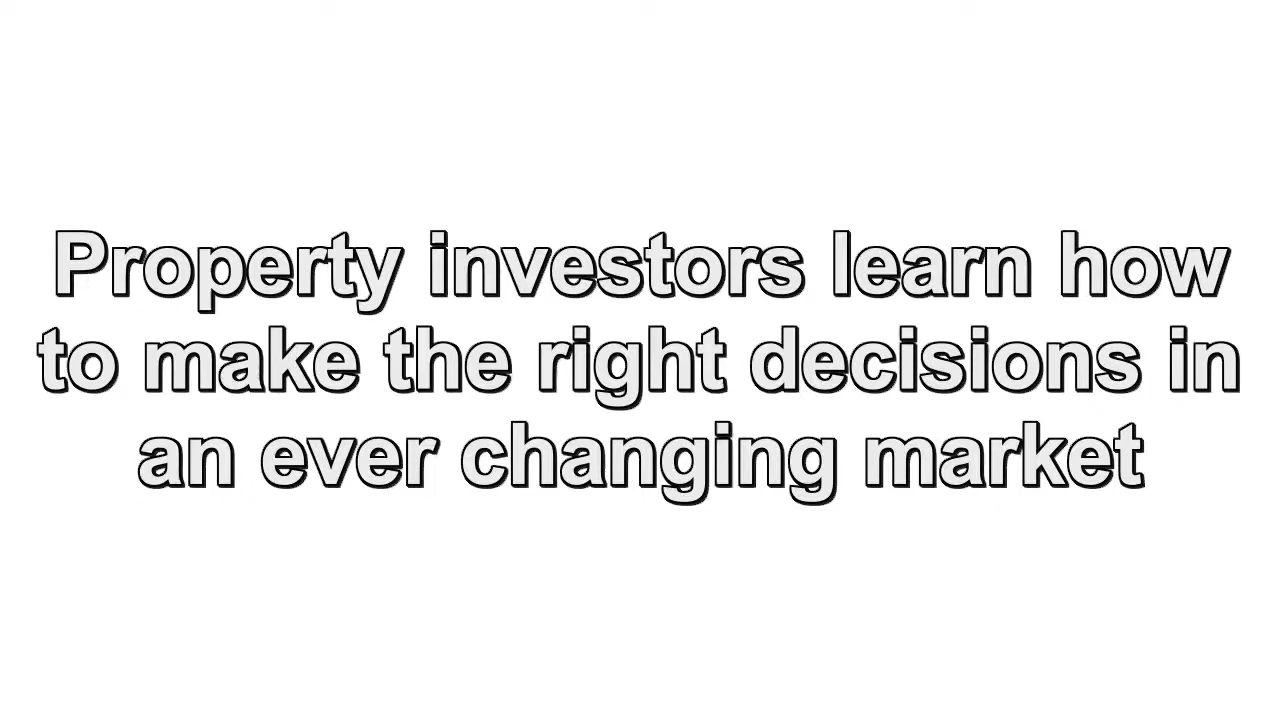 Property investors learn how
to make the right decisions in
an ever changing market